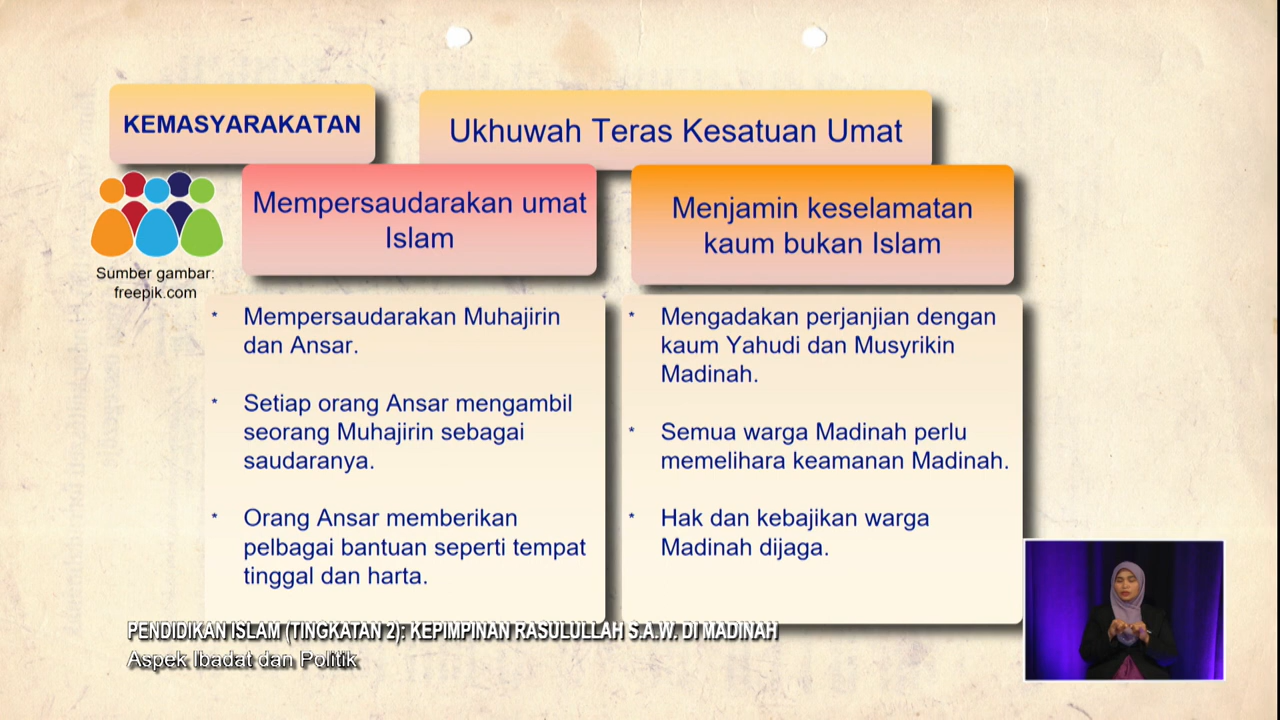 KEMASYARAKATAN
Ukhuwah Teras Kesatuan Umat
Mempersaudarakan umat
Islam
Menjamin keselamatan
kaum bukan Islam
Sumber gambar:
freepik.com
* Mempersaudarakan Muhajirin
dan Ansar.
* Setiap orang Ansar mengambil
seorang Muhajirin sebagai
saudaranya.
* Orang Ansar memberikan
pelbagai bantuan seperti tempat
tinggal dan harta.
* Mengadakan perjanjian dengan
kaum Yahudi dan Musyrikin
Madinah.
* Semua warga Madinah perlu
memelihara keamanan Madinah.
* Hak dan kebajikan warga
Madinah dijaga.
PENDIDIKAN ISLAM (TINGKATAN 2): KEPIMPINAN RASULULLAH S.A.W. DI MADINAH
Aspek Ibadat dan Politik